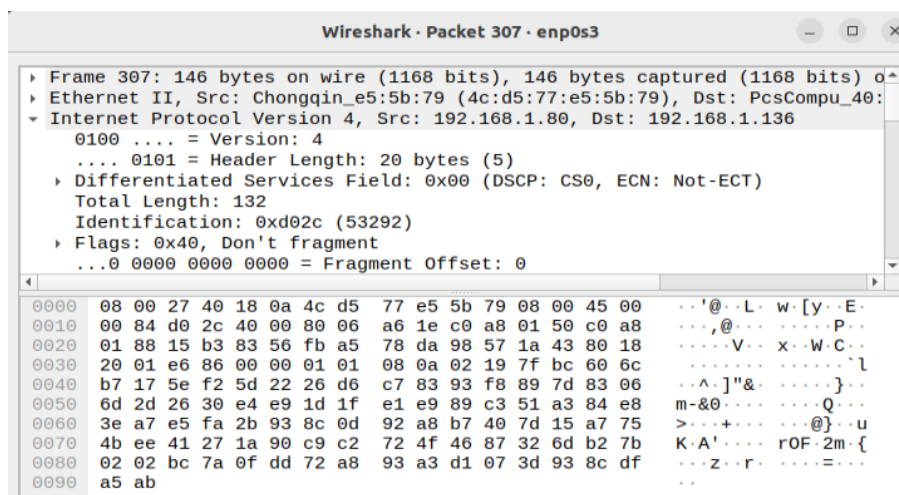 Wireshark · Packet 307 · enp0s3
Frame 307: 146 bytes on wire (1168 bits), 146 bytes captured (1168 bits) o
Ethernet II, Src: Chongqin_e5:5b:79 (4c:d5:77:e5:5b:79), Dst: PcsCompu_40:
Internet Protocol Version 4, Src: 192.168.1.80, Dst: 192.168.1.136
0100 .... = Version: 4
.... 0101 = Header Length: 20 bytes (5)
Differentiated Services Field: 0x00 (DSCP: CS0, ECN: Not-ECT)
Total Length: 132
Identification: 0xd02c (53292)
Flags: 0x40, Don't fragment
...0 0000 0000 0000 = Fragment Offset: 0
0000 08 00 27 40 18 0a 4c d5 77 e5 5b 79 08 00 45 00 ··'@··L· w·[y··E·
0010 00 84 d0 2c 40 00 80 06 a6 1e c0 a8 01 50 c0 a8 ···,@··· ·····P··
0020 01 88 15 b3 83 56 fb a5 78 da 98 57 1a 43 80 18 ·····V·· x··W·C··
0030 20 01 e6 86 00 00 01 01 08 0a 02 19 7f bc 60 6c  ······· ······`l
0040 b7 17 5e f2 5d 22 26 d6 c7 83 93 f8 89 7d 83 06 ··^·]"&· ·····}··
0050 6d 2d 26 30 e4 e9 1d 1f e1 e9 89 c3 51 a3 84 e8 m-&0···· ····Q···
0060 3e a7 e5 fa 2b 93 8c 0d 92 a8 b7 40 7d 15 a7 75 >···+··· ···@}··u
0070 4b ee 41 27 1a 90 c9 c2 72 4f 46 87 32 6d b2 7b K·A'···· rOF·2m·{
0080 02 02 bc 7a 0f dd 72 a8 93 a3 d1 07 3d 93 8c df ···z··r· ····=···
0090 a5 ab ··